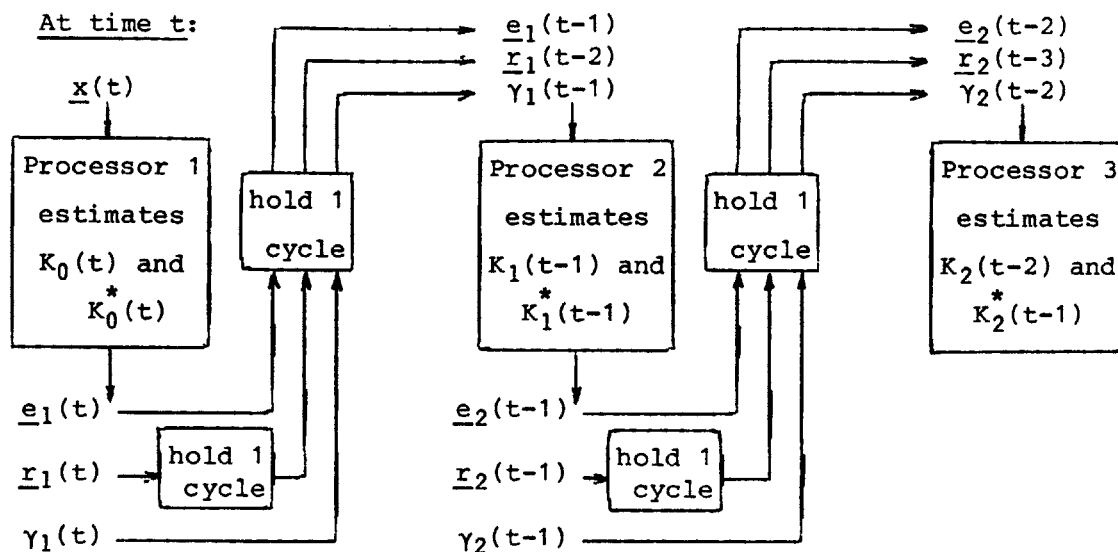 At time t:
x(t)
Processor 1
estimates
K₀(t) and
K₀*(t)
e₁(t)
r₁(t)
γ₁(t)
hold 1
cycle
hold 1
cycle
e₁(t-1)
r₁(t-2)
γ₁(t-1)
Processor 2
estimates
K₁(t-1) and
K₁*(t-1)
e₂(t-1)
r₂(t-1)
γ₂(t-1)
hold 1
cycle
hold 1
cycle
e₂(t-2)
r₂(t-3)
γ₂(t-2)
Processor 3
estimates
K₂(t-2) and
K₂*(t-1)